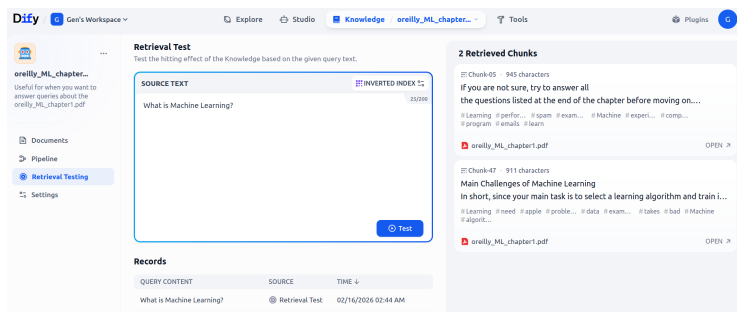 Dify / G Gen's Workspace
Explore
Studio
Knowledge / oreilly_ML_chapter...
Tools
Plugins
G
oreilly_ML_chapter...
Useful for when you want to
answer queries about the
oreilly_ML_chapter1.pdf
Documents
Pipeline
Retrieval Testing
Settings
Retrieval Test
Test the hitting effect of the Knowledge based on the given query text.
SOURCE TEXT
INVERTED INDEX
25/200
What is Machine Learning?
Test
Records
QUERY CONTENT SOURCE TIME ↓
What is Machine Learning? Retrieval Test 02/16/2026 02:44 AM
2 Retrieved Chunks
Chunk-05 · 945 characters
If you are not sure, try to answer all
the questions listed at the end of the chapter before moving on....
# Learning # perfor... # spam # exam... # Machine # experi... # comp...
# program # emails # learn
oreilly_ML_chapter1.pdf OPEN ↗
Chunk-47 · 911 characters
Main Challenges of Machine Learning
In short, since your main task is to select a learning algorithm and train i...
# Learning # need # apple # proble... # data # exam... # takes # bad # Machine
# algorit...
oreilly_ML_chapter1.pdf OPEN ↗